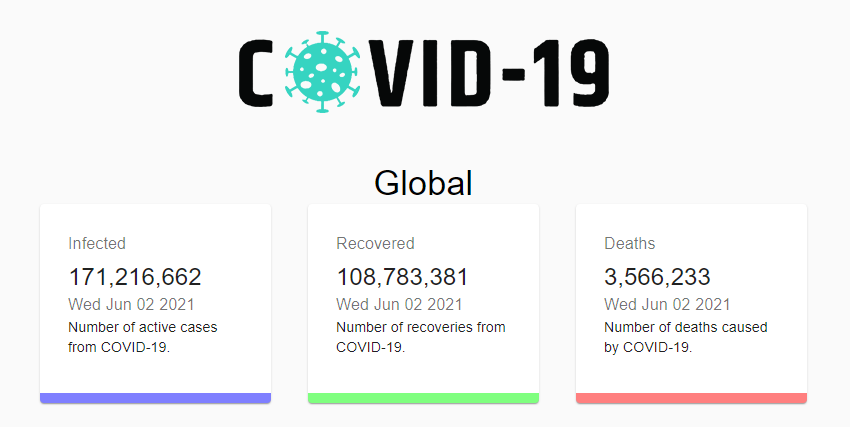 COVID-19
Global
Infected
171,216,662
Wed Jun 02 2021
Number of active cases
from COVID-19.
Recovered
108,783,381
Wed Jun 02 2021
Number of recoveries from
COVID-19.
Deaths
3,566,233
Wed Jun 02 2021
Number of deaths caused
by COVID-19.